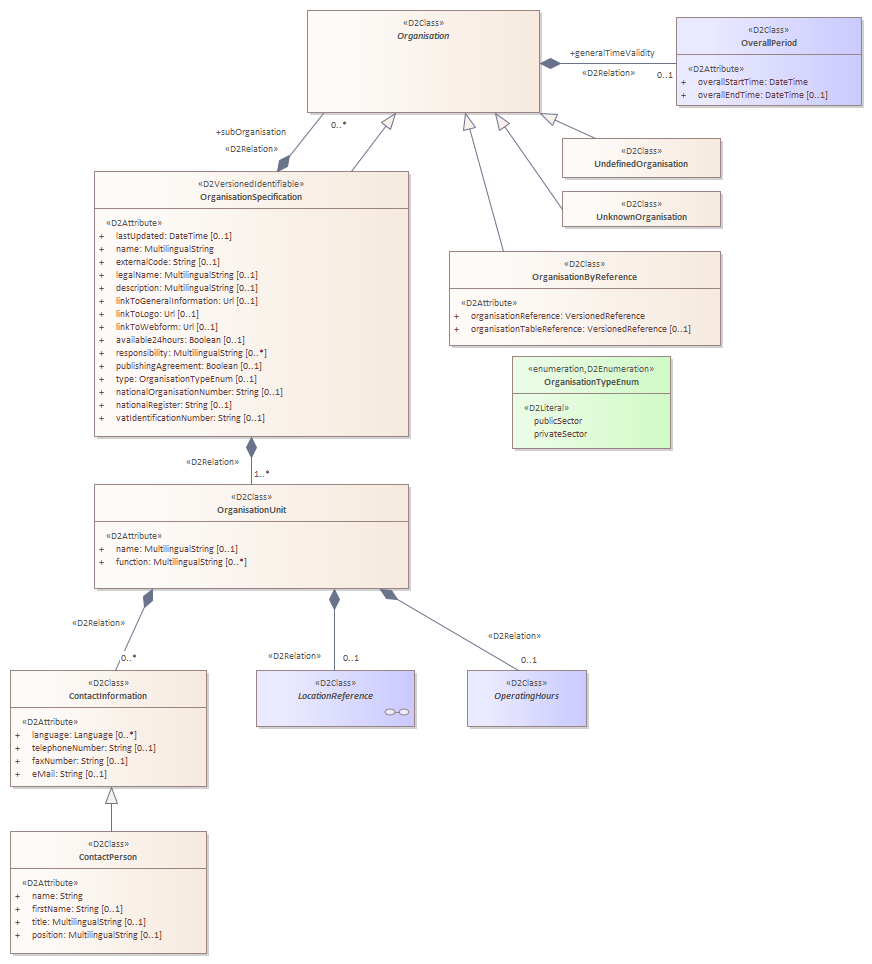 «D2Class»
Organisation
«D2Class»
OverallPeriod
«D2Attribute»
+ overallStartTime: DateTime
+ overallEndTime: DateTime [0..1]
+generalTimeValidity
«D2Relation» 0..1
+subOrganisation
0..*
«D2Relation»
«D2Class»
UndefinedOrganisation
«D2Class»
UnknownOrganisation
«D2VersionedIdentifiable»
OrganisationSpecification
«D2Attribute»
+ lastUpdated: DateTime [0..1]
+ name: MultilingualString
+ externalCode: String [0..1]
+ legalName: MultilingualString [0..1]
+ description: MultilingualString [0..1]
+ linkToGeneralInformation: Url [0..1]
+ linkToLogo: Url [0..1]
+ linkToWebform: Url [0..1]
+ available24hours: Boolean [0..1]
+ responsibility: MultilingualString [0..*]
+ publishingAgreement: Boolean [0..1]
+ type: OrganisationTypeEnum [0..1]
+ nationalOrganisationNumber: String [0..1]
+ nationalRegister: String [0..1]
+ vatIdentificationNumber: String [0..1]
«D2Class»
OrganisationByReference
«D2Attribute»
+ organisationReference: VersionedReference
+ organisationTableReference: VersionedReference [0..1]
«enumeration,D2Enumeration»
OrganisationTypeEnum
«D2Literal»
publicSector
privateSector
«D2Relation»
1..*
«D2Class»
OrganisationUnit
«D2Attribute»
+ name: MultilingualString [0..1]
+ function: MultilingualString [0..*]
«D2Relation»
0..*
«D2Relation» 0..1
«D2Relation»
0..1
«D2Class»
ContactInformation
«D2Attribute»
+ language: Language [0..*]
+ telephoneNumber: String [0..1]
+ faxNumber: String [0..1]
+ eMail: String [0..1]
«D2Class»
LocationReference
«D2Class»
OperatingHours
«D2Class»
ContactPerson
«D2Attribute»
+ name: String
+ firstName: String [0..1]
+ title: MultilingualString [0..1]
+ position: MultilingualString [0..1]